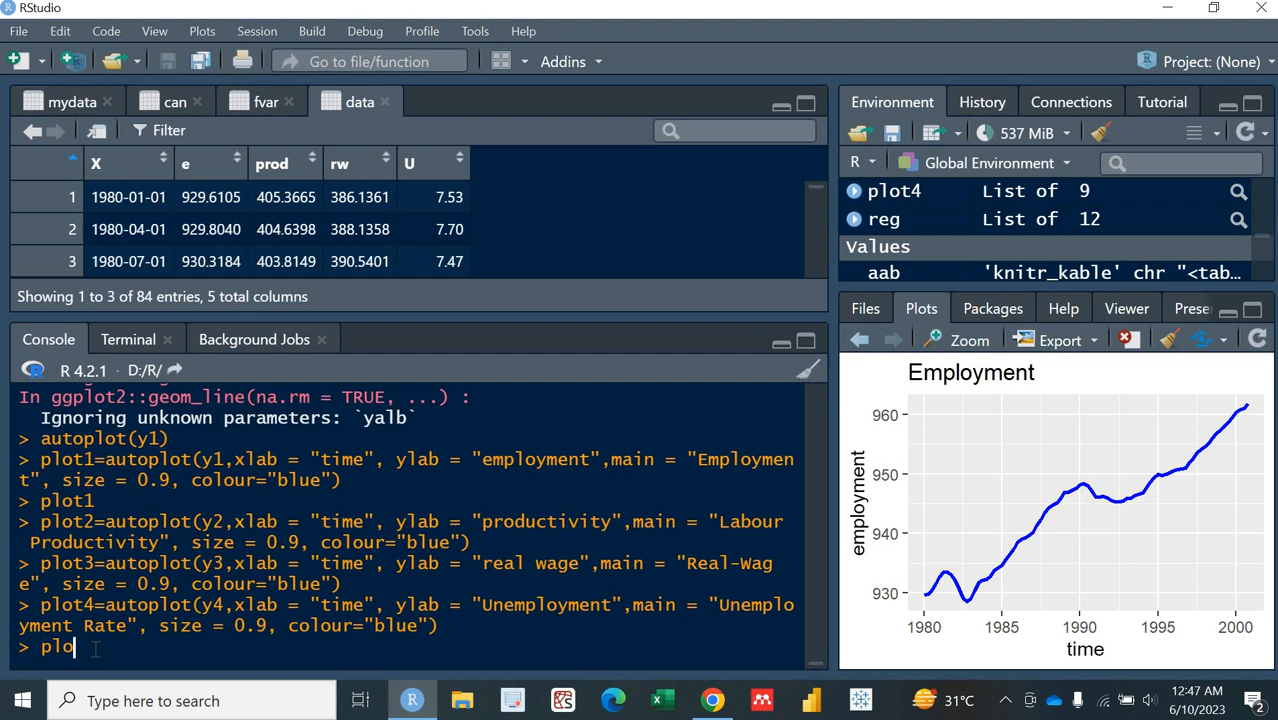 RStudio
File Edit Code View Plots Session Build Debug Profile Tools Help
Go to file/function Addins Project: (None)
mydata can fvar data
Filter
X e prod rw U
1 1980-01-01 929.6105 405.3665 386.1361 7.53
2 1980-04-01 929.8040 404.6398 388.1358 7.70
3 1980-07-01 930.3184 403.8149 390.5401 7.47
Showing 1 to 3 of 84 entries, 5 total columns
Console Terminal Background Jobs
R 4.2.1 · D:/R/
In ggplot2::geom_line(na.rm = TRUE, ...) :
Ignoring unknown parameters: `yalb`
> autoplot(y1)
> plot1=autoplot(y1,xlab = "time", ylab = "employment",main = "Employmen
t", size = 0.9, colour="blue")
> plot1
> plot2=autoplot(y2,xlab = "time", ylab = "productivity",main = "Labour
Productivity", size = 0.9, colour="blue")
> plot3=autoplot(y3,xlab = "time", ylab = "real wage",main = "Real-Wag
e", size = 0.9, colour="blue")
> plot4=autoplot(y4,xlab = "time", ylab = "Unemployment",main = "Unemplo
yment Rate", size = 0.9, colour="blue")
> plo
Environment History Connections Tutorial
537 MiB
R Global Environment
plot4 List of 9
reg List of 12
Values
aab 'knitr_kable' chr "<tab…
Files Plots Packages Help Viewer Prese
Zoom Export
Employment
960
950
940
930
employment
1980 1985 1990 1995 2000
time
Type here to search
31°C
12:47 AM
6/10/2023
2